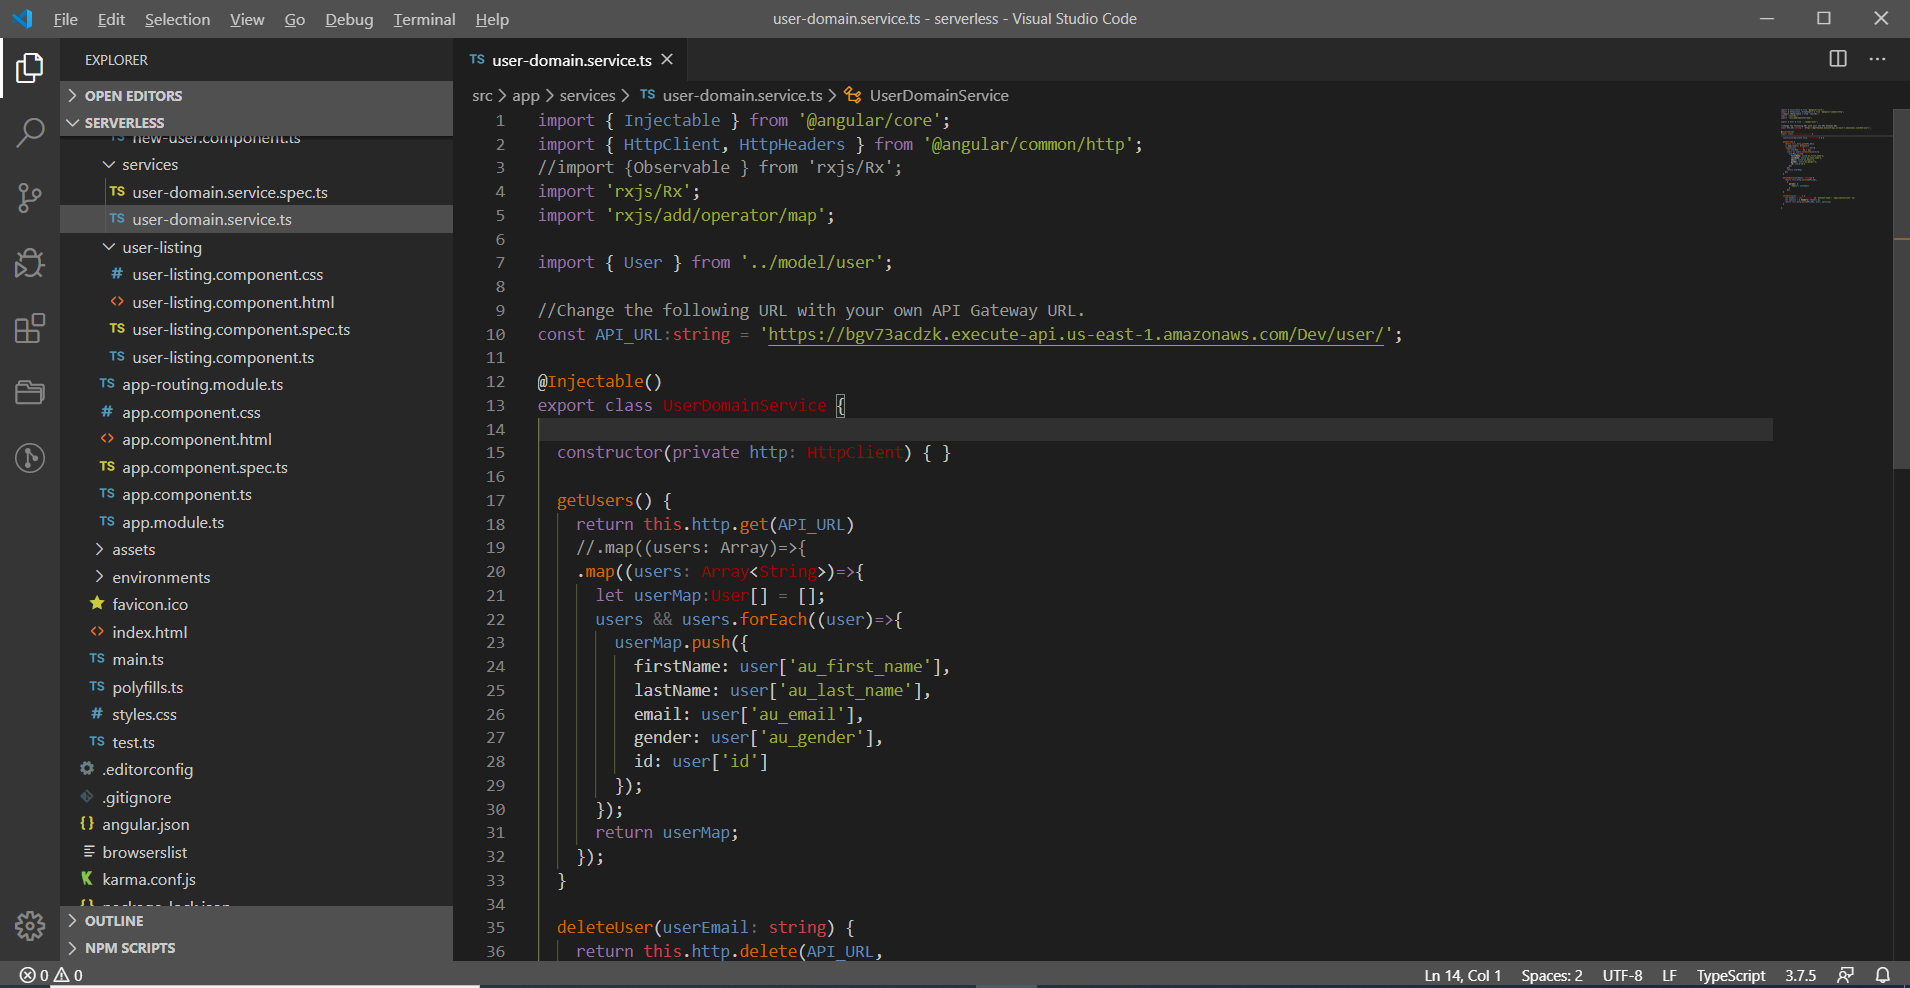 File Edit Selection View Go Debug Terminal Help
user-domain.service.ts - serverless - Visual Studio Code
EXPLORER
OPEN EDITORS
SERVERLESS
new-user.component.ts
services
TS user-domain.service.spec.ts
TS user-domain.service.ts
user-listing
# user-listing.component.css
<> user-listing.component.html
TS user-listing.component.spec.ts
TS user-listing.component.ts
TS app-routing.module.ts
# app.component.css
<> app.component.html
TS app.component.spec.ts
TS app.component.ts
TS app.module.ts
assets
environments
favicon.ico
<> index.html
TS main.ts
TS polyfills.ts
# styles.css
TS test.ts
.editorconfig
.gitignore
{} angular.json
browserslist
karma.conf.js
OUTLINE
NPM SCRIPTS
TS user-domain.service.ts
src > app > services > TS user-domain.service.ts > UserDomainService
1 import { Injectable } from '@angular/core';
2 import { HttpClient, HttpHeaders } from '@angular/common/http';
3 //import {Observable } from 'rxjs/Rx';
4 import 'rxjs/Rx';
5 import 'rxjs/add/operator/map';
6
7 import { User } from '../model/user';
8
9 //Change the following URL with your own API Gateway URL.
10 const API_URL:string = 'https://bgv73acdzk.execute-api.us-east-1.amazonaws.com/Dev/user/';
11
12 @Injectable()
13 export class UserDomainService {
14
15 constructor(private http: HttpClient) { }
16
17 getUsers() {
18 return this.http.get(API_URL)
19 //.map((users: Array)=>{
20 .map((users: Array<String>)=>{
21 let userMap:User[] = [];
22 users && users.forEach((user)=>{
23 userMap.push({
24 firstName: user['au_first_name'],
25 lastName: user['au_last_name'],
26 email: user['au_email'],
27 gender: user['au_gender'],
28 id: user['id']
29 });
30 });
31 return userMap;
32 });
33 }
34
35 deleteUser(userEmail: string) {
36 return this.http.delete(API_URL,
0 0
Ln 14, Col 1 Spaces: 2 UTF-8 LF TypeScript 3.7.5